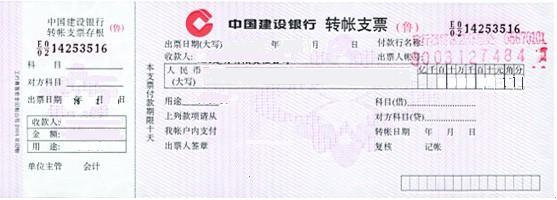 中国建设银行
转帐支票存根 (鲁)
E0/02 14253516
科 目
对方科目
出票日期 年 月 日
收款人：
金 额：
用 途：
单位主管 会计
本支票付款期限十天
中国建设银行 转帐支票 (鲁) E0/02 14253516
出票日期(大写) 年 月 日 付款行名称：
收款人： 出票人帐号：
0003127484
人民币
(大写)
亿千百十万千百十元角分
用途 科目(借)
上列款项请从 对方科目(贷)
我帐户内支付 转帐日期 年 月 日
出票人签章 复核 记帐